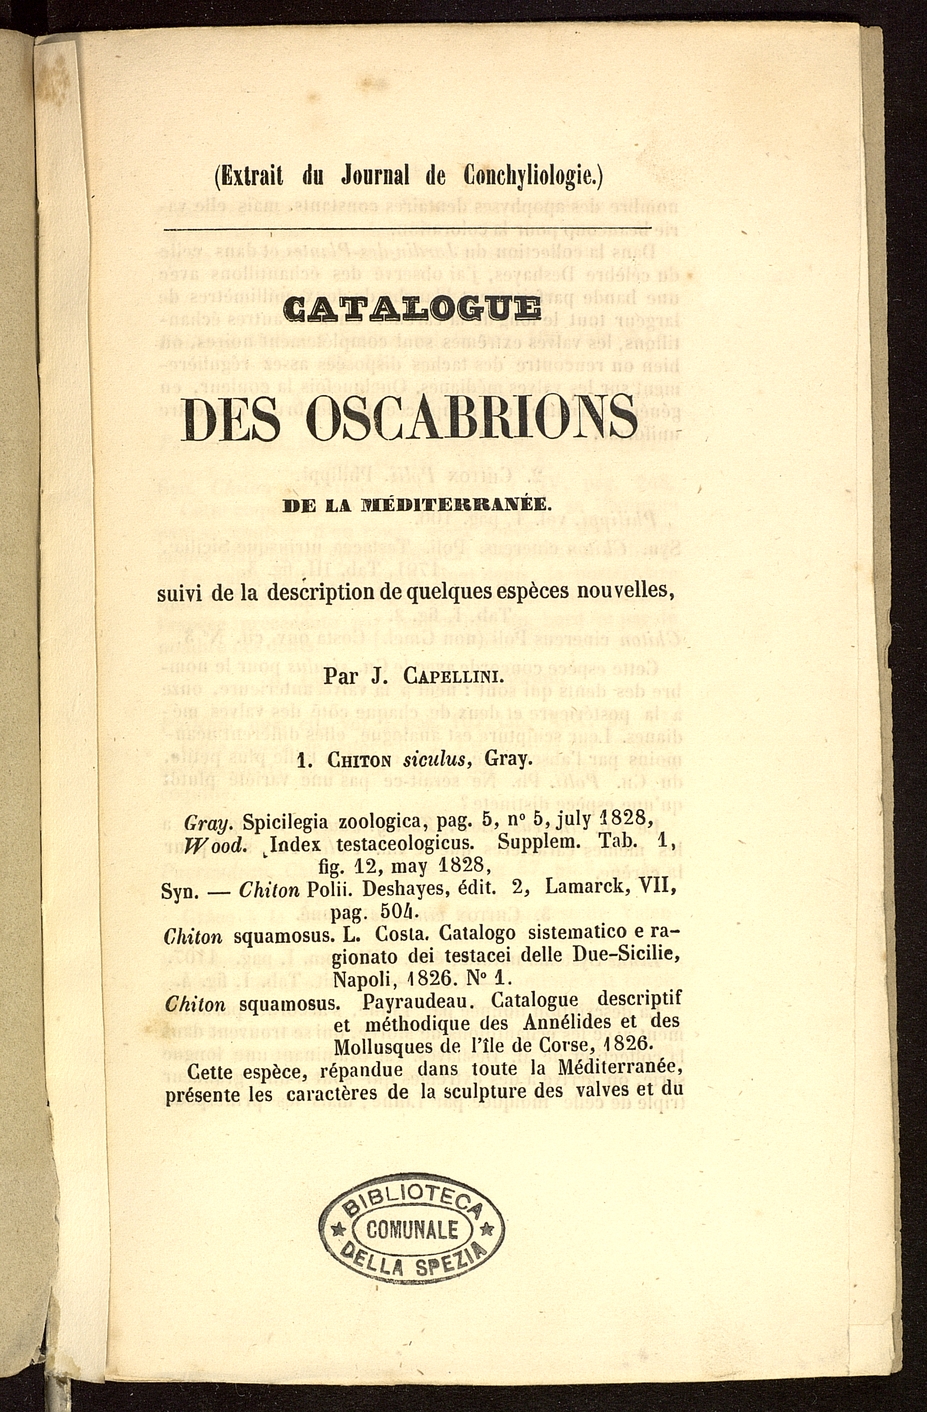 (Extrait du Journal de Conchyliologie.)
CATALOGUE
DES OSCABRIONS
DE LA MÉDITERRANÉE.
suivi de la description de quelques espèces nouvelles,
Par J. CAPELLINI.
1. CHITON siculus, Gray.
Gray. Spicilegia zoologica, pag. 5, nº 5, july 1828,
Wood. Index testaceologicus. Supplem. Tab. 1,
fig. 12, may 1828,
Syn. — Chiton Polii. Deshayes, édit. 2, Lamarck, VII,
pag. 504.
Chiton squamosus. L. Costa. Catalogo sistematico e ra-
gionato dei testacei delle Due-Sicilie,
Napoli, 1826. Nº 1.
Chiton squamosus. Payraudeau. Catalogue descriptif
et méthodique des Annélides et des
Mollusques de l'île de Corse, 1826.
Cette espèce, répandue dans toute la Méditerranée,
présente les caractères de la sculpture des valves et du
BIBLIOTECA
COMUNALE
DELLA SPEZIA